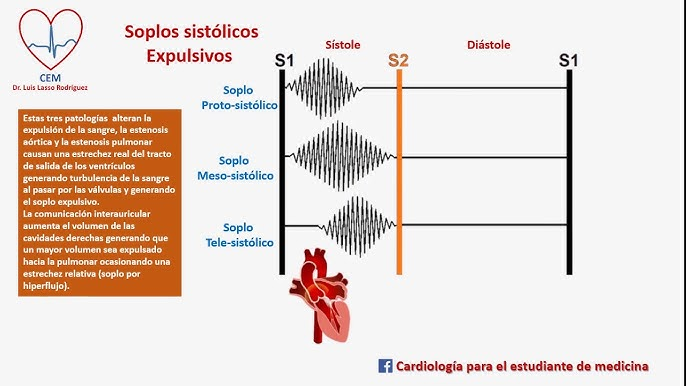 Soplos sistólicos
Expulsivos
CEM
Dr. Luis Lasso Rodríguez
Sístole
Diástole
S1
S2
S1
Soplo
Proto-sistólico
Soplo
Meso-sistólico
Soplo
Tele-sistólico
Estas tres patologías alteran la
expulsión de la sangre, la estenosis
aórtica y la estenosis pulmonar
causan una estrechez real del tracto
de salida de los ventrículos
generando turbulencia de la sangre
al pasar por las válvulas y generando
el soplo expulsivo.
La comunicación interauricular
aumenta el volumen de las
cavidades derechas generando que
un mayor volumen sea expulsado
hacia la pulmonar ocasionando una
estrechez relativa (soplo por
hiperflujo).
Cardiología para el estudiante de medicina